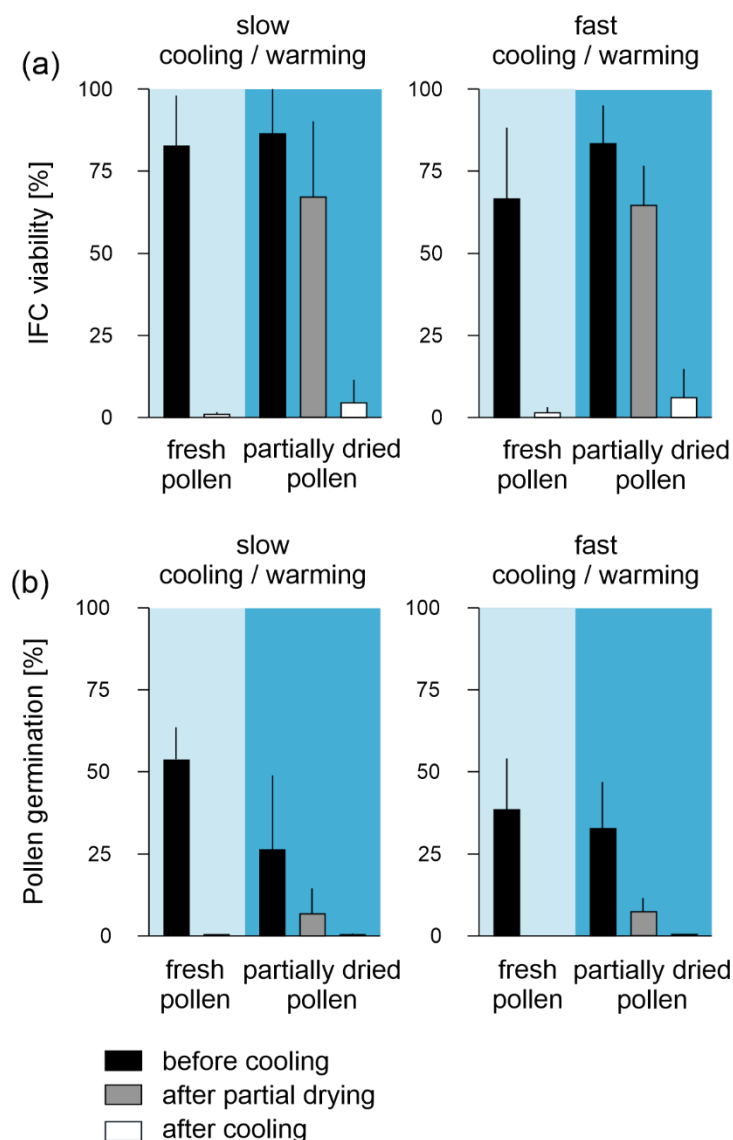 slow
cooling / warming
fast
cooling / warming
(a)
IFC viability [%]
100
75
50
25
0
100
75
50
25
0
fresh
pollen
partially dried
pollen
fresh
pollen
partially dried
pollen
slow
cooling / warming
fast
cooling / warming
(b)
Pollen germination [%]
100
75
50
25
0
100
75
50
25
0
fresh
pollen
partially dried
pollen
fresh
pollen
partially dried
pollen
before cooling
after partial drying
after cooling